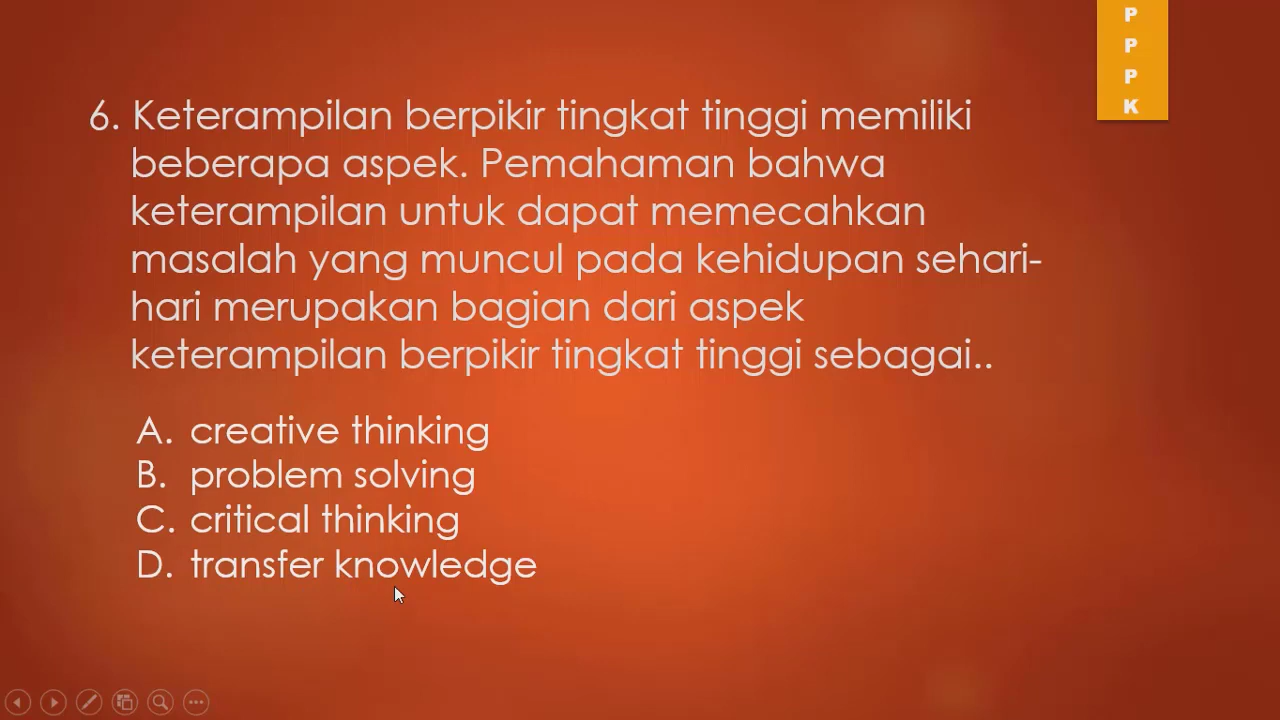 P
P
P
K
6. Keterampilan berpikir tingkat tinggi memiliki
beberapa aspek. Pemahaman bahwa
keterampilan untuk dapat memecahkan
masalah yang muncul pada kehidupan sehari-
hari merupakan bagian dari aspek
keterampilan berpikir tingkat tinggi sebagai..
A. creative thinking
B. problem solving
C. critical thinking
D. transfer knowledge